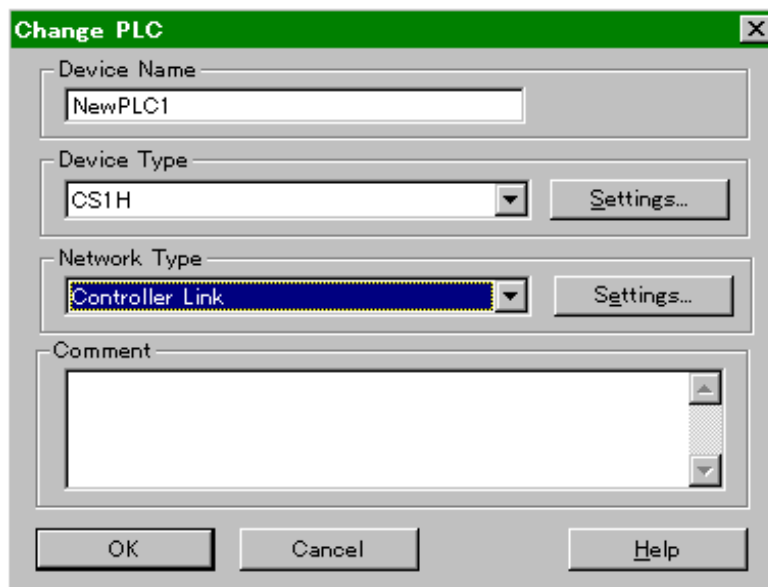 Change PLC
Device Name
NewPLC1
Device Type
CS1H
Settings...
Network Type
Controller Link
Settings...
Comment
OK
Cancel
Help